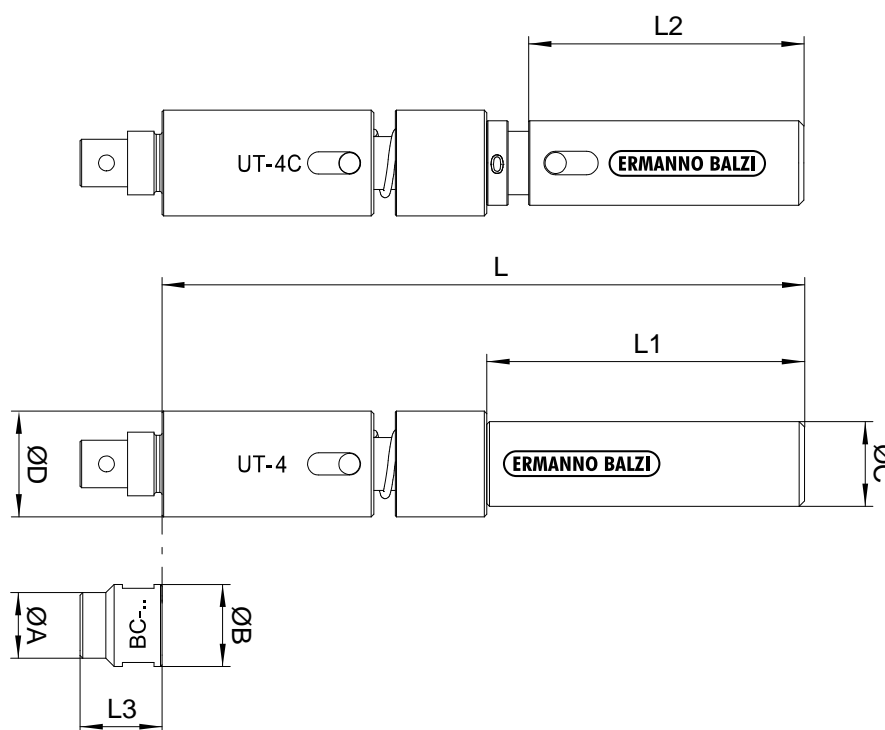 L2
UT-4C
ERMANNO BALZI
L
L1
ØD
UT-4
ERMANNO BALZI
ØC
ØA
BC-..
ØB
L3